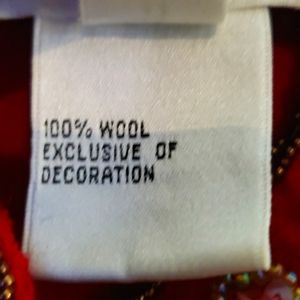 100% WOOL
EXCLUSIVE OF
DECORATION